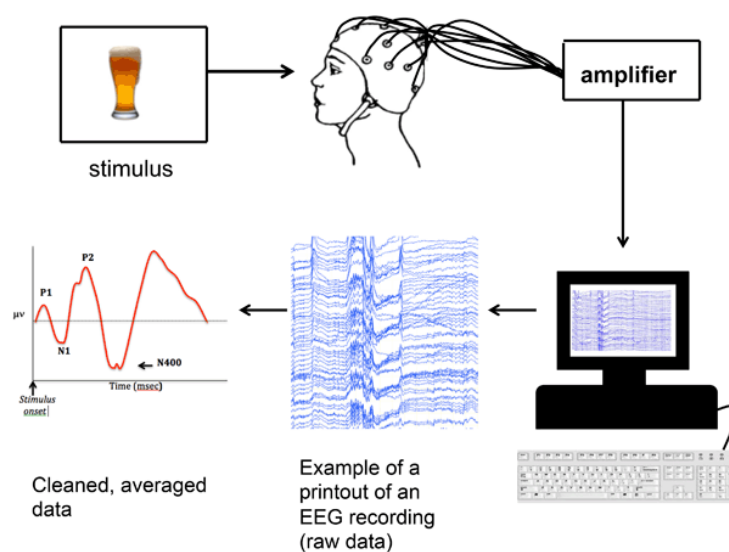 amplifier
stimulus
P1
P2
μv
N1
N400
Time (msec)
Stimulus
onset
Cleaned, averaged
data
Example of a
printout of an
EEG recording
(raw data)